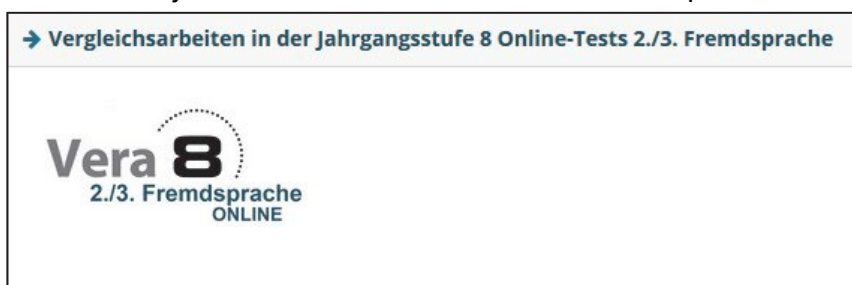 → Vergleichsarbeiten in der Jahrgangsstufe 8 Online-Tests 2./3. Fremdsprache
Vera 8
2./3. Fremdsprache
ONLINE